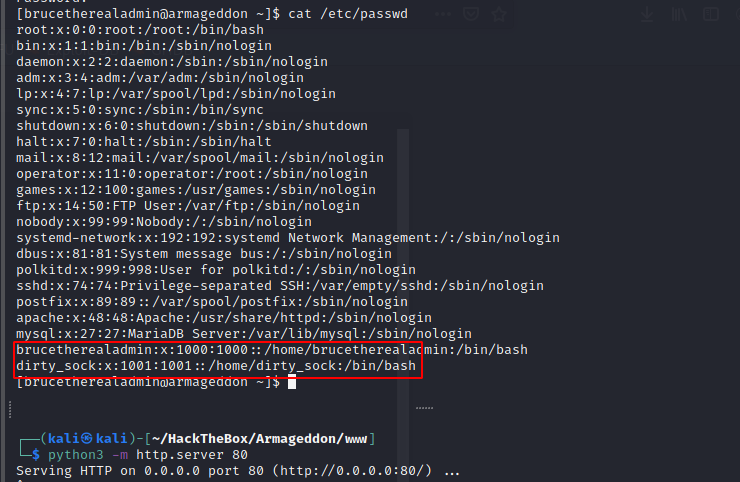 [brucetherealadmin@armageddon ~]$ cat /etc/passwd
root:x:0:0:root:/root:/bin/bash
bin:x:1:1:bin:/bin:/sbin/nologin
daemon:x:2:2:daemon:/sbin:/sbin/nologin
adm:x:3:4:adm:/var/adm:/sbin/nologin
lp:x:4:7:lp:/var/spool/lpd:/sbin/nologin
sync:x:5:0:sync:/sbin:/bin/sync
shutdown:x:6:0:shutdown:/sbin:/sbin/shutdown
halt:x:7:0:halt:/sbin:/sbin/halt
mail:x:8:12:mail:/var/spool/mail:/sbin/nologin
operator:x:11:0:operator:/root:/sbin/nologin
games:x:12:100:games:/usr/games:/sbin/nologin
ftp:x:14:50:FTP User:/var/ftp:/sbin/nologin
nobody:x:99:99:Nobody:/:/sbin/nologin
systemd-network:x:192:192:systemd Network Management:/:/sbin/nologin
dbus:x:81:81:System message bus:/:/sbin/nologin
polkitd:x:999:998:User for polkitd:/:/sbin/nologin
sshd:x:74:74:Privilege-separated SSH:/var/empty/sshd:/sbin/nologin
postfix:x:89:89::/var/spool/postfix:/sbin/nologin
apache:x:48:48:Apache:/usr/share/httpd:/sbin/nologin
mysql:x:27:27:MariaDB Server:/var/lib/mysql:/sbin/nologin
brucetherealadmin:x:1000:1000::/home/brucetherealadmin:/bin/bash
dirty_sock:x:1001:1001::/home/dirty_sock:/bin/bash
[brucetherealadmin@armageddon ~]$
┌──(kali㉿kali)-[~/HackTheBox/Armageddon/www]
└─$ python3 -m http.server 80
Serving HTTP on 0.0.0.0 port 80 (http://0.0.0.0:80/) ...